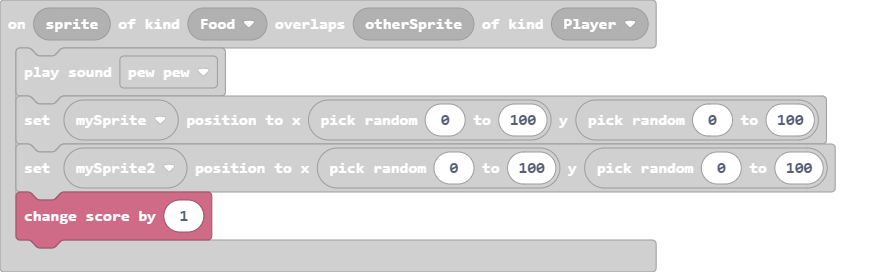 on sprite of kind Food overlaps otherSprite of kind Player
play sound pew pew
set mySprite position to x pick random 0 to 100 y pick random 0 to 100
set mySprite2 position to x pick random 0 to 100 y pick random 0 to 100
change score by 1